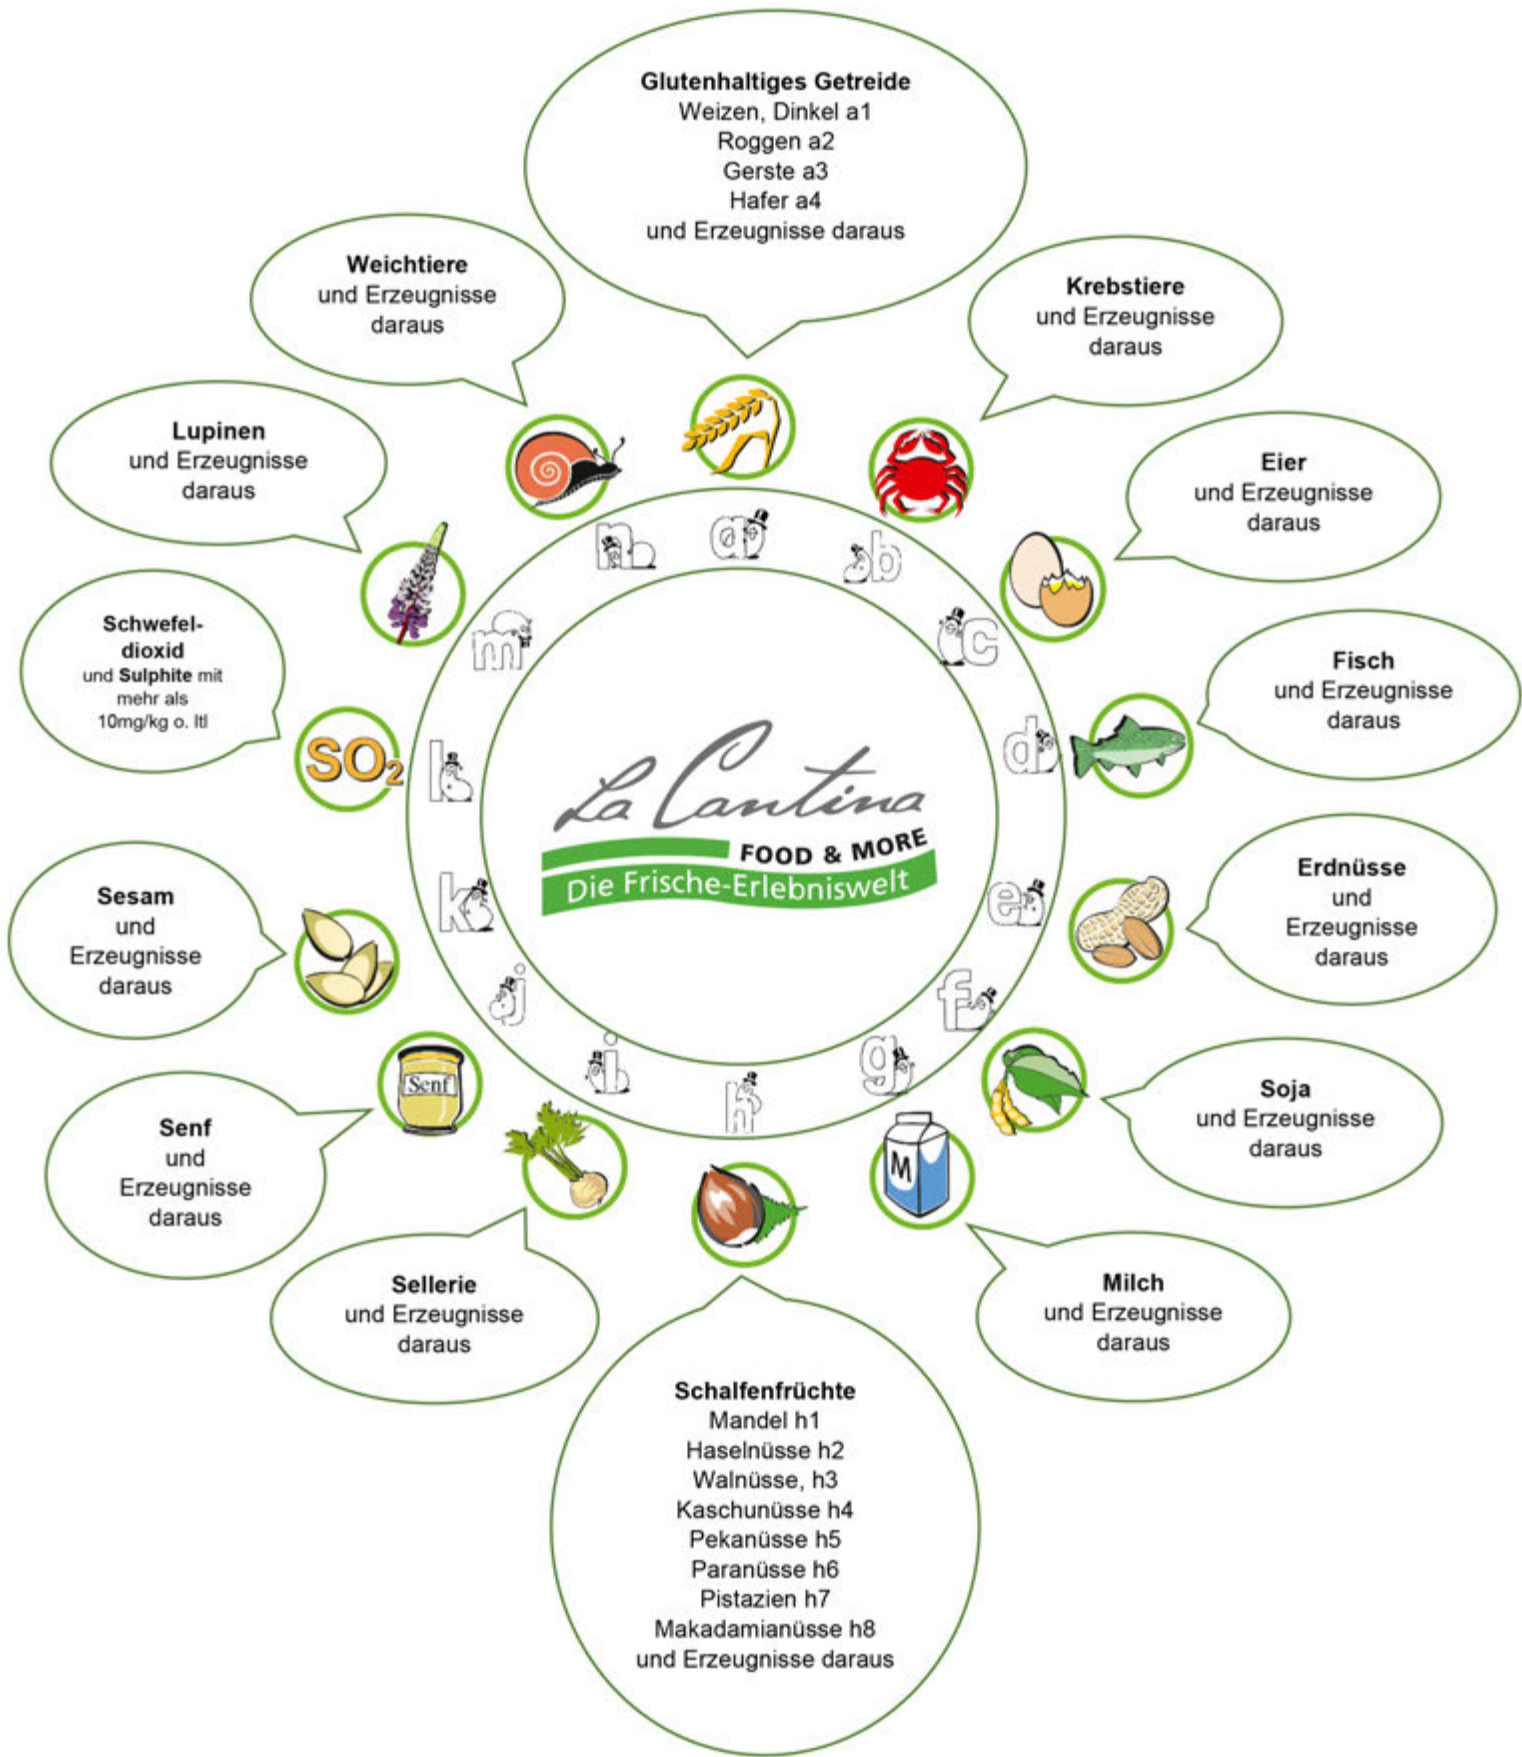 Glutenhaltiges Getreide
Weizen, Dinkel a1
Roggen a2
Gerste a3
Hafer a4
und Erzeugnisse daraus
Krebstiere
und Erzeugnisse
daraus
Eier
und Erzeugnisse
daraus
Fisch
und Erzeugnisse
daraus
Erdnüsse
und
Erzeugnisse
daraus
Soja
und Erzeugnisse
daraus
Milch
und Erzeugnisse
daraus
Schalfenfrüchte
Mandel h1
Haselnüsse h2
Walnüsse, h3
Kaschunüsse h4
Pekanüsse h5
Paranüsse h6
Pistazien h7
Makadamianüsse h8
und Erzeugnisse daraus
Sellerie
und Erzeugnisse
daraus
Senf
und
Erzeugnisse
daraus
Sesam
und
Erzeugnisse
daraus
Schwefel-
dioxid
und Sulphite mit
mehr als
10mg/kg o. ltl
Lupinen
und Erzeugnisse
daraus
Weichtiere
und Erzeugnisse
daraus
a
b
c
d
e
f
g
h
i
j
k
l
m
n
M
Senf
SO2
La Cantina
FOOD & MORE
Die Frische-Erlebniswelt